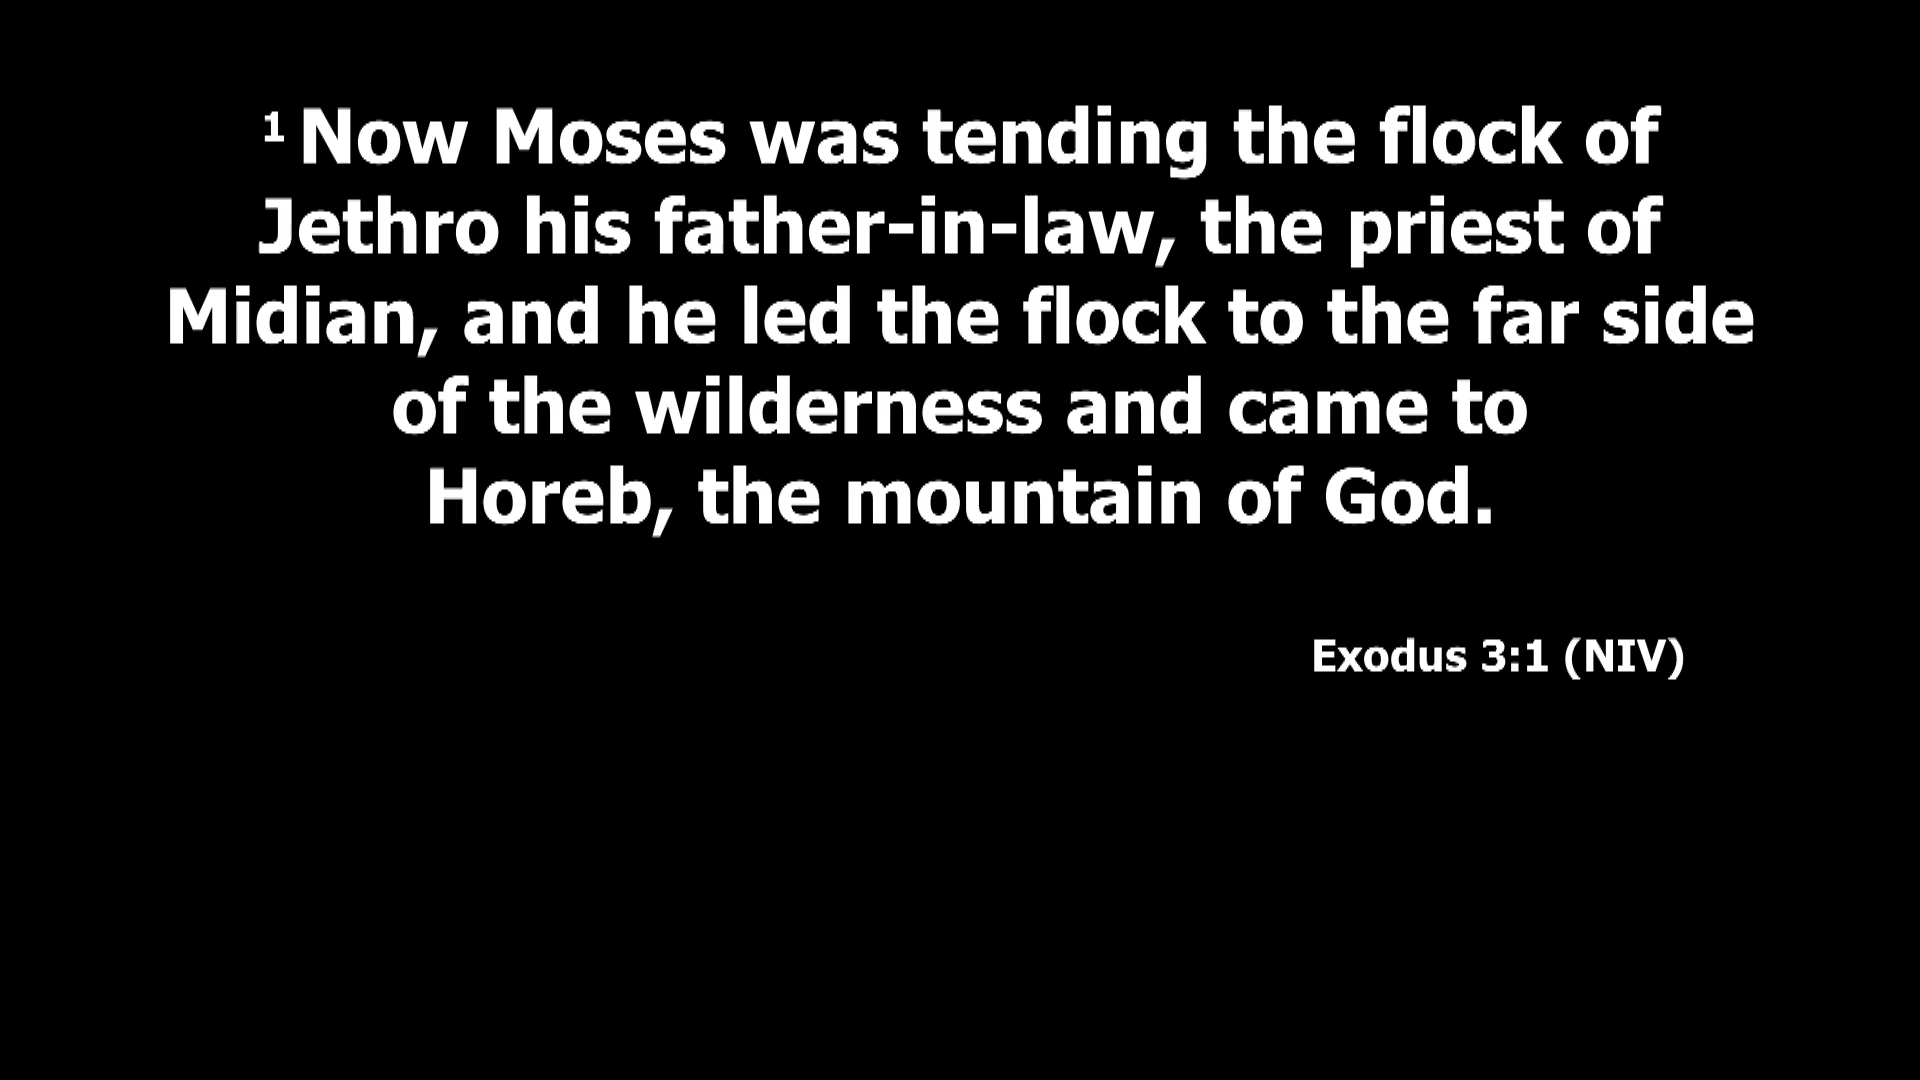 1 Now Moses was tending the flock of
Jethro his father-in-law, the priest of
Midian, and he led the flock to the far side
of the wilderness and came to
Horeb, the mountain of God.
Exodus 3:1 (NIV)